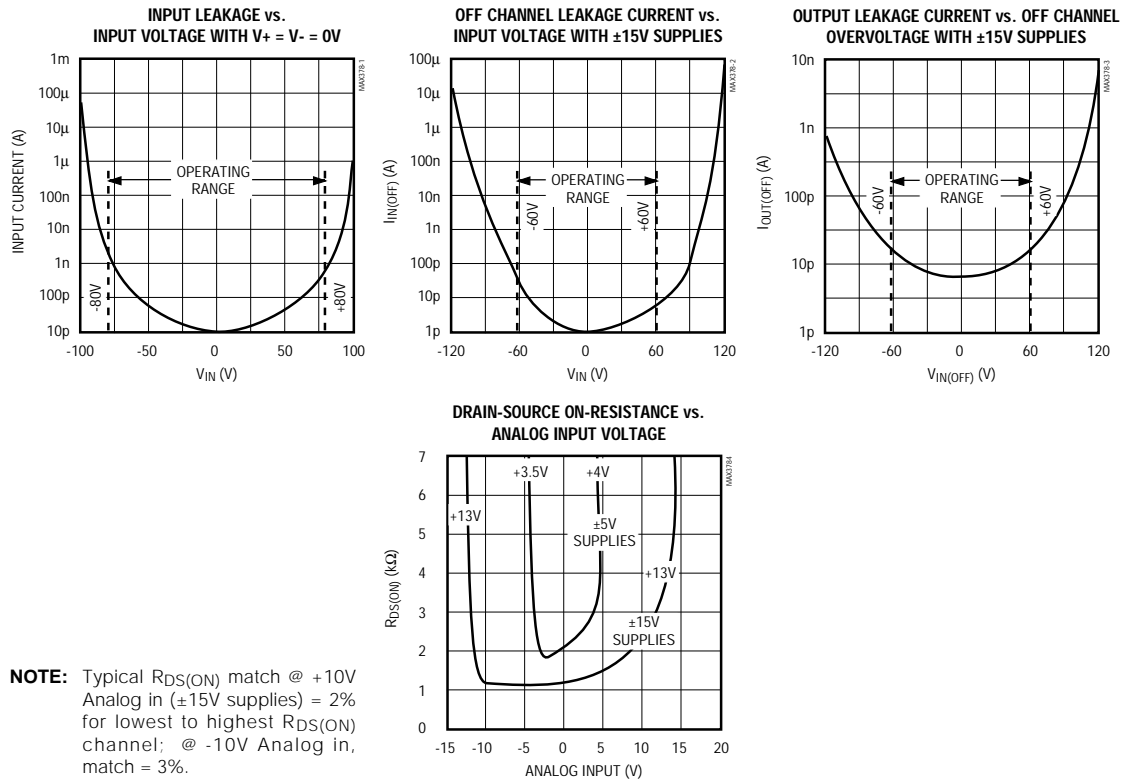 INPUT LEAKAGE vs.
INPUT VOLTAGE WITH V+ = V- = 0V
MAX378-1
INPUT CURRENT (A)
1m
100µ
10µ
1µ
100n
10n
1n
100p
10p
OPERATING
RANGE
-80V
+80V
-100
-50
0
50
100
VIN (V)
OFF CHANNEL LEAKAGE CURRENT vs.
INPUT VOLTAGE WITH ±15V SUPPLIES
MAX378-2
IIN(OFF) (A)
100µ
10µ
1µ
100n
10n
1n
100p
10p
1p
OPERATING
RANGE
-60V
+60V
-120
-60
0
60
120
VIN (V)
OUTPUT LEAKAGE CURRENT vs. OFF CHANNEL
OVERVOLTAGE WITH ±15V SUPPLIES
MAX378-3
IOUT(OFF) (A)
10n
1n
100p
10p
1p
OPERATING
RANGE
-60V
+60V
-120
-60
0
60
120
VIN(OFF) (V)
DRAIN-SOURCE ON-RESISTANCE vs.
ANALOG INPUT VOLTAGE
MAX3784
RDS(ON) (kΩ)
7
6
5
4
3
2
1
0
+3.5V
+4V
+13V
±5V
SUPPLIES
+13V
±15V
SUPPLIES
-15
-10
-5
0
5
10
15
20
ANALOG INPUT (V)
NOTE: Typical RDS(ON) match @ +10V
Analog in (±15V supplies) = 2%
for lowest to highest RDS(ON)
channel; @ -10V Analog in,
match = 3%.